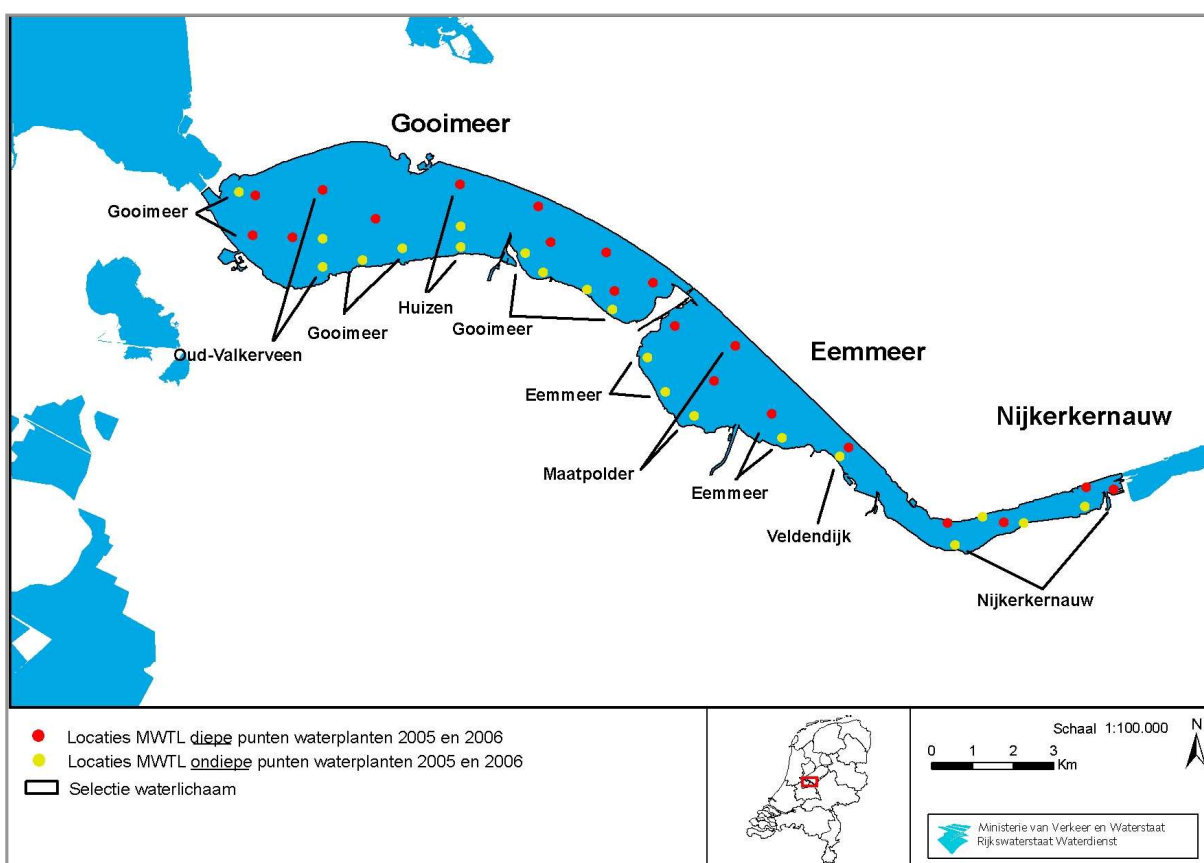 Gooimeer
Gooimeer
Oud-Valkerveen
Gooimeer
Huizen
Gooimeer
Eemmeer
Eemmeer
Maatpolder
Eemmeer
Veldendijk
Nijkerkernauw
Nijkerkernauw
Locaties MWTL diepe punten waterplanten 2005 en 2006
Locaties MWTL ondiepe punten waterplanten 2005 en 2006
Selectie waterlichaam
Schaal 1:100.000
0 1 2 3
Km
N
Ministerie van Verkeer en Waterstaat
Rijkswaterstaat Waterdienst